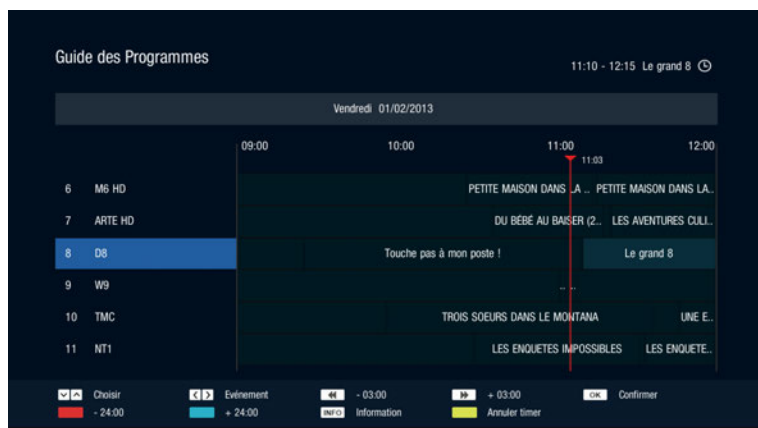 Guide des Programmes
11:10 - 12:15 Le grand 8
Vendredi 01/02/2013
09:00 10:00 11:00 12:00
11:03
6 M6 HD PETITE MAISON DANS LA .. PETITE MAISON DANS LA..
7 ARTE HD DU BÉBÉ AU BAISER (2.. LES AVENTURES CULI..
8 D8 Touche pas à mon poste ! Le grand 8
9 W9 .. ..
10 TMC TROIS SOEURS DANS LE MONTANA UNE E..
11 NT1 LES ENQUETES IMPOSSIBLES LES ENQUETE..
Choisir Evénement - 03:00 + 03:00 OK Confirmer
- 24:00 + 24:00 INFO Information Annuler timer